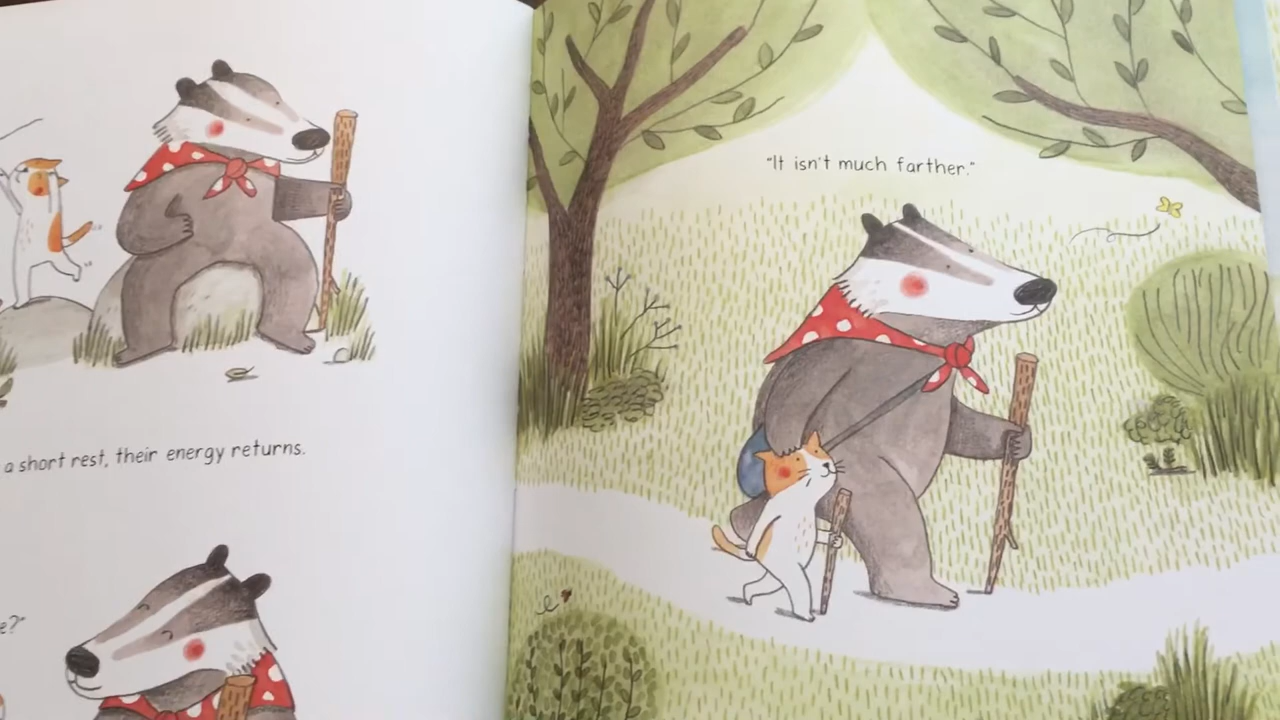 a short rest, their energy returns.
"It isn't much farther."